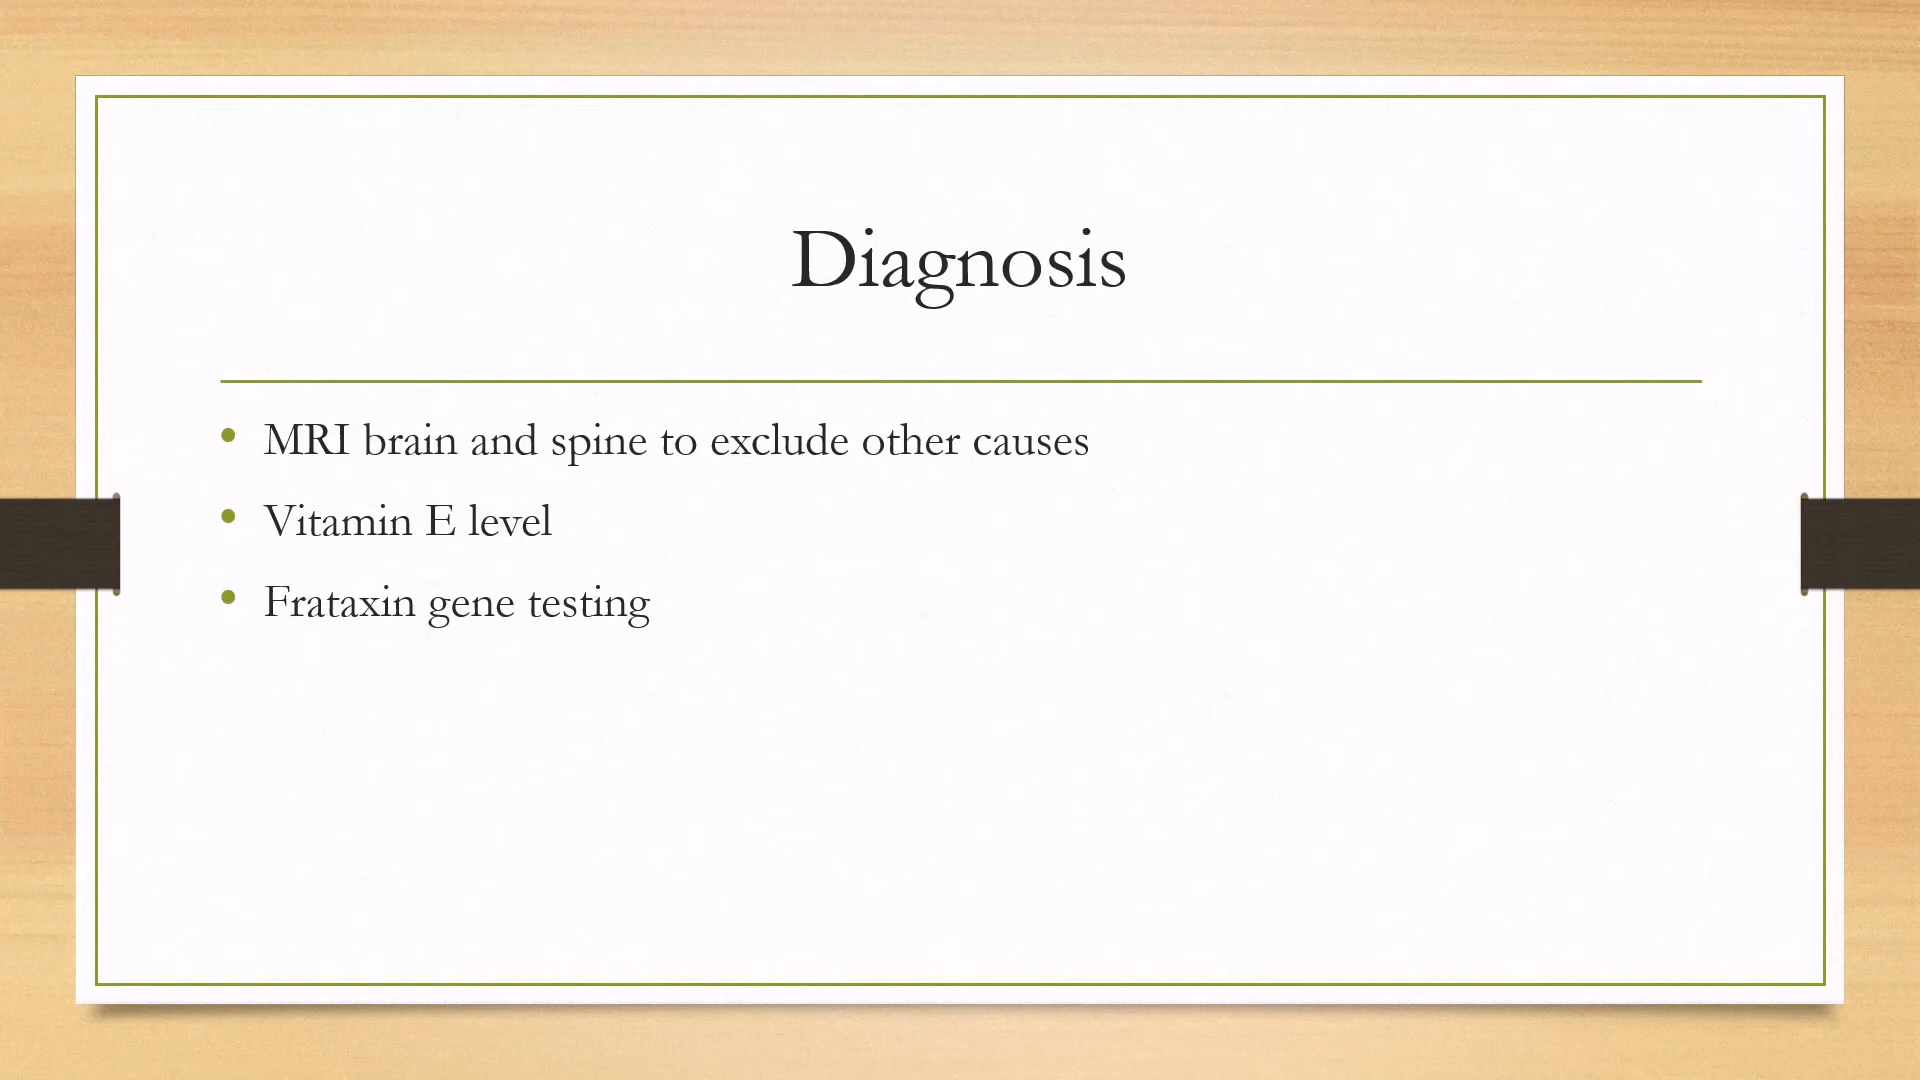 Diagnosis
• MRI brain and spine to exclude other causes
• Vitamin E level
• Frataxin gene testing